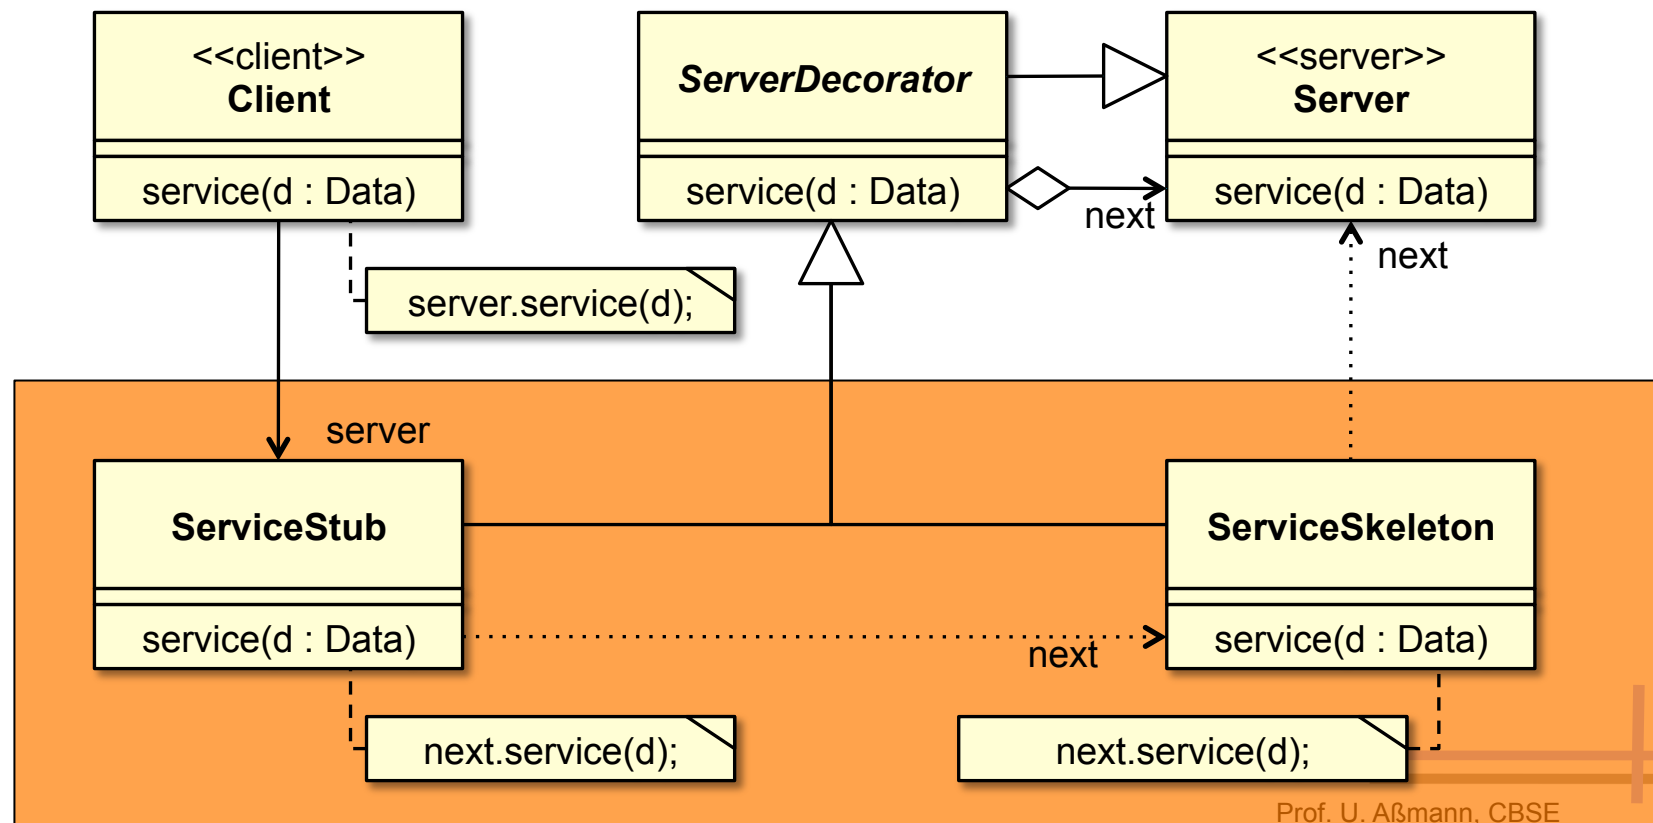 <<client>>
Client
service(d : Data)
server.service(d);
ServerDecorator
service(d : Data)
next
<<server>>
Server
service(d : Data)
next
server
ServiceStub
service(d : Data)
next.service(d);
next
ServiceSkeleton
service(d : Data)
next.service(d);
Prof. U. Aßmann, CBSE